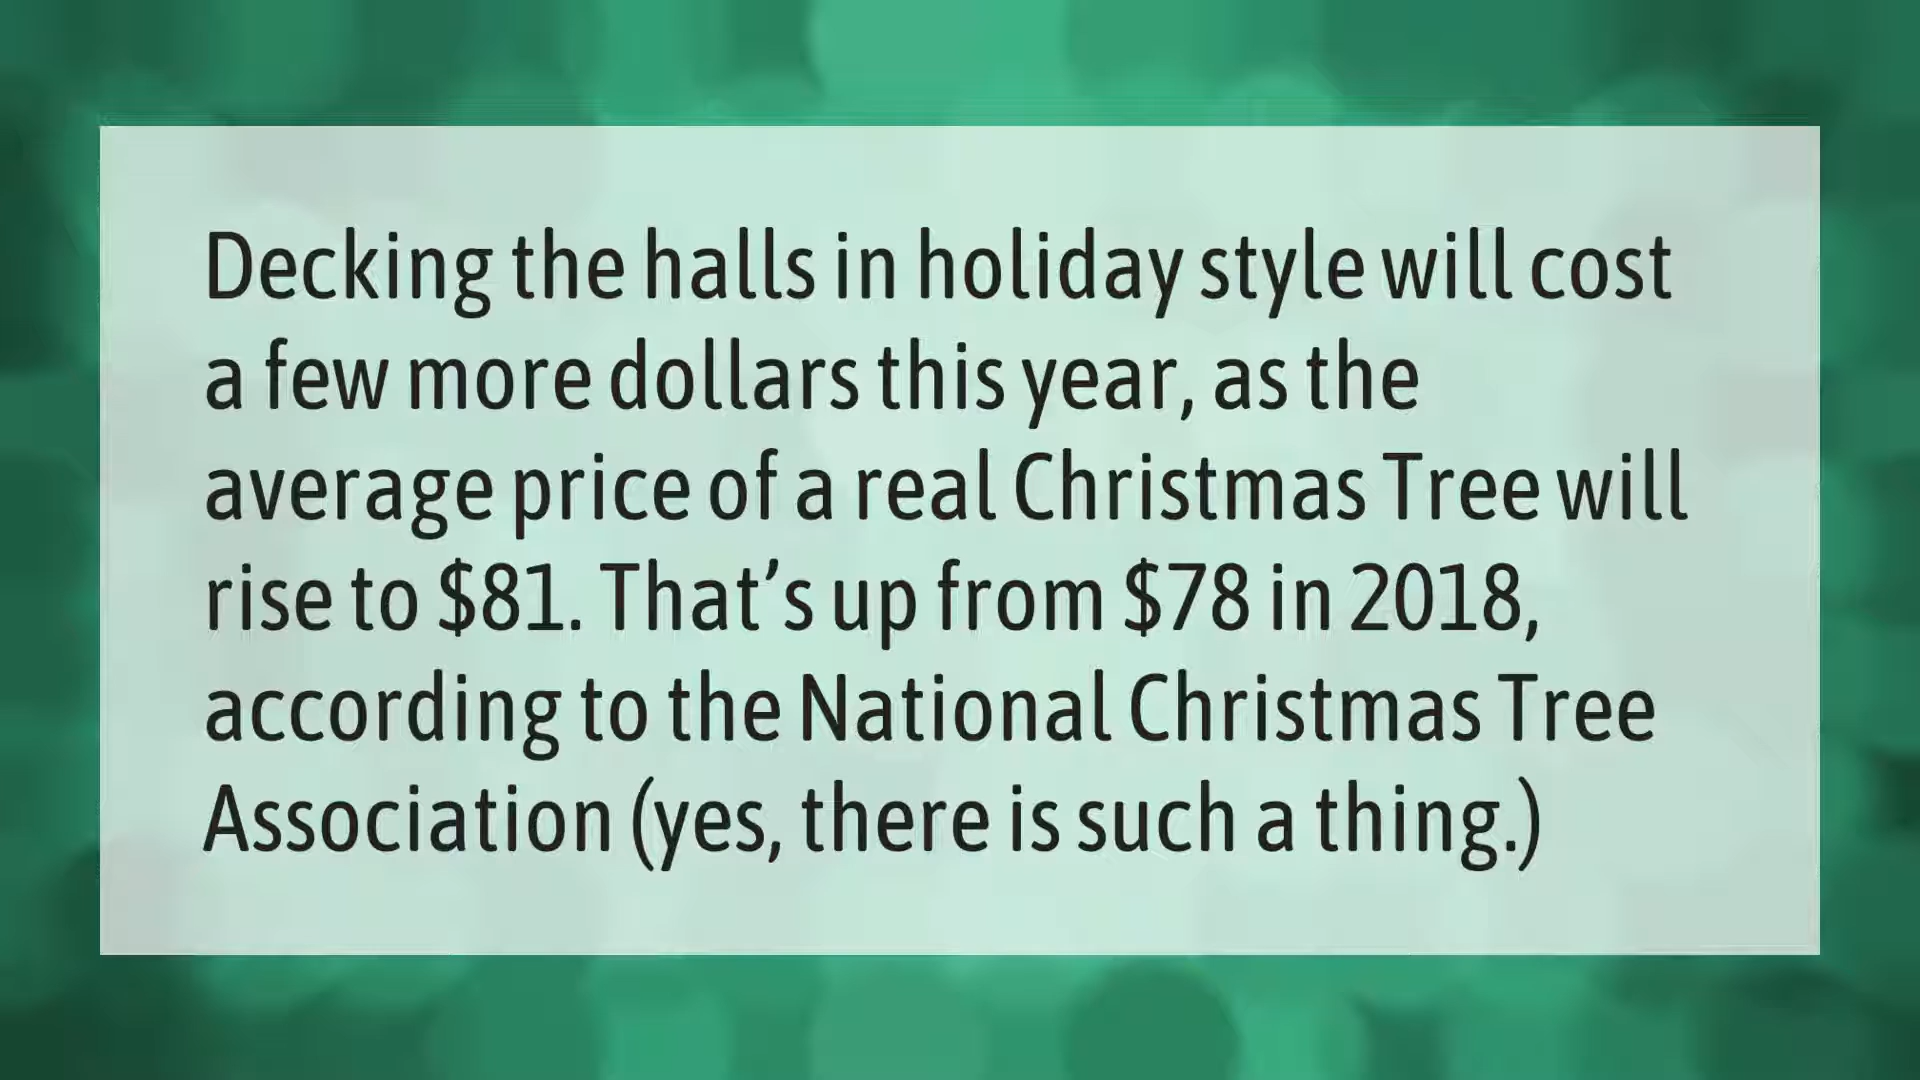 Decking the halls in holiday style will cost
a few more dollars this year, as the
average price of a real Christmas Tree will
rise to $81. That’s up from $78 in 2018,
according to the National Christmas Tree
Association (yes, there is such a thing.)